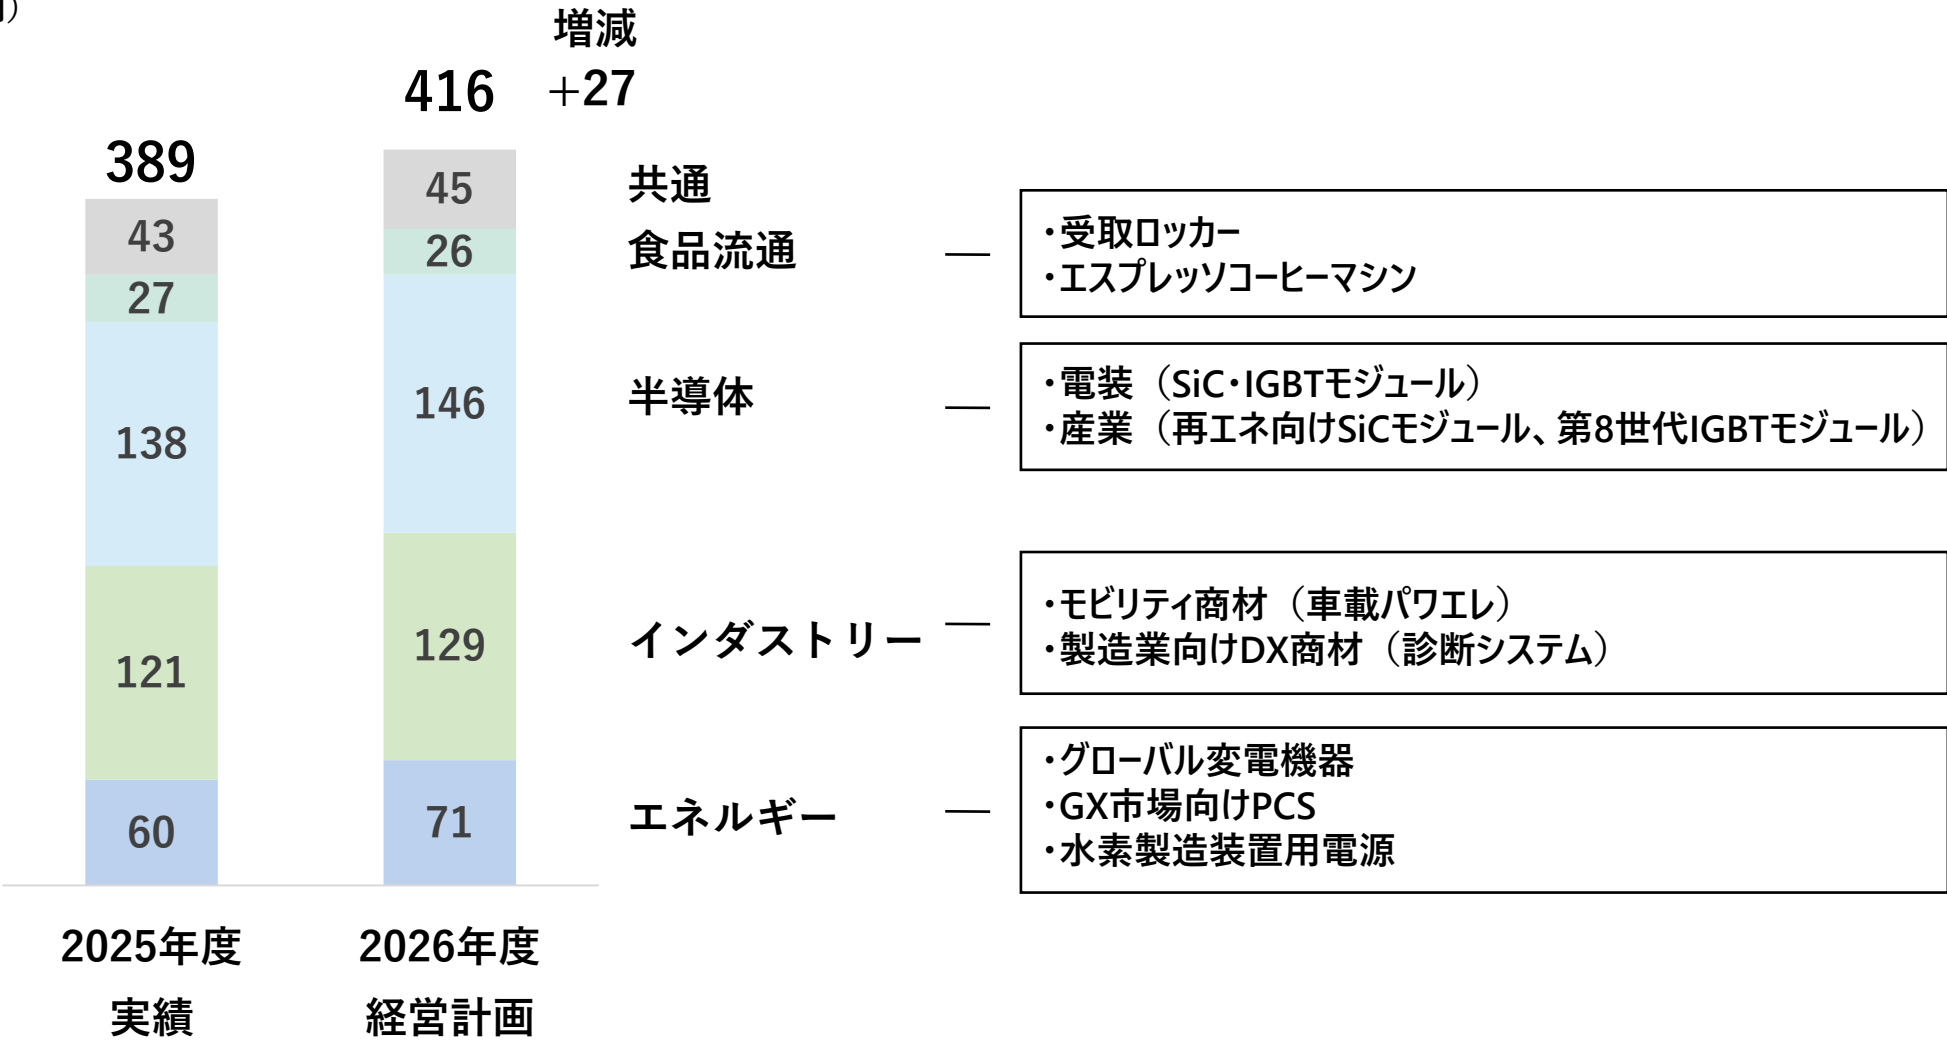 増減
416 +27
389
45
43
26
27
146
138
129
121
71
60
共通
食品流通
半導体
インダストリー
エネルギー
・受取ロッカー
・エスプレッソコーヒーマシン
・電装（SiC・IGBTモジュール）
・産業（再エネ向けSiCモジュール、第8世代IGBTモジュール）
・モビリティ商材（車載パワエレ）
・製造業向けDX商材（診断システム）
・グローバル変電機器
・GX市場向けPCS
・水素製造装置用電源
2025年度
実績
2026年度
経営計画